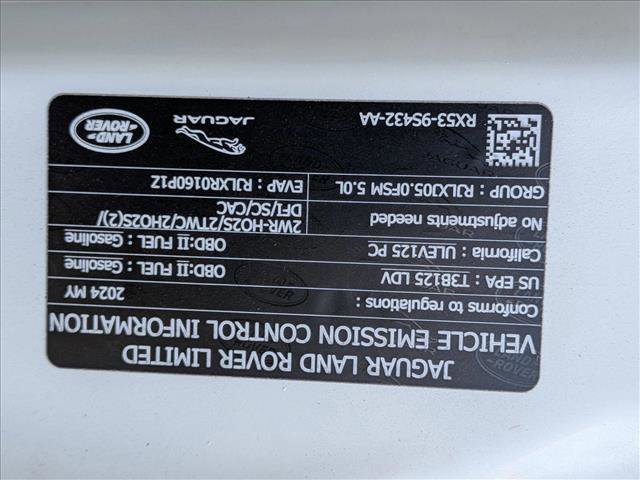 JAGUAR LAND ROVER LIMITED
VEHICLE EMISSION CONTROL INFORMATION
Conforms to regulations : 2024 MY
US EPA : T3B125 LDV OBD:II FUEL: Gasoline
California : ULEV125 PC OBD:II FUEL: Gasoline
No adjustments needed 2WR-HO2S/2TWC/2HO2S(2)/
DFI/SC/CAC
GROUP : RJLXJ05.0FSM 5.0L EVAP : RJLXR0160P1Z
RX53-9S432-AA JAGUAR LAND ROVER